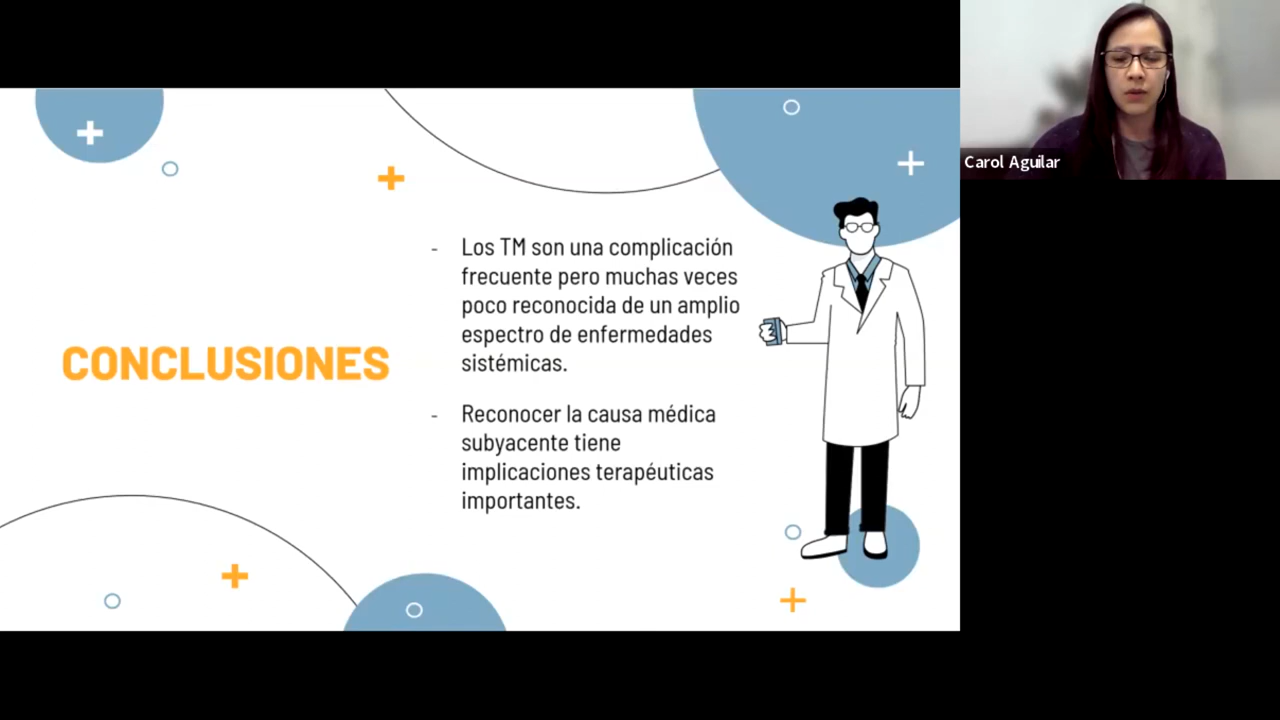 CONCLUSIONES
- Los TM son una complicación
frecuente pero muchas veces
poco reconocida de un amplio
espectro de enfermedades
sistémicas.
- Reconocer la causa médica
subyacente tiene
implicaciones terapéuticas
importantes.
Carol Aguilar